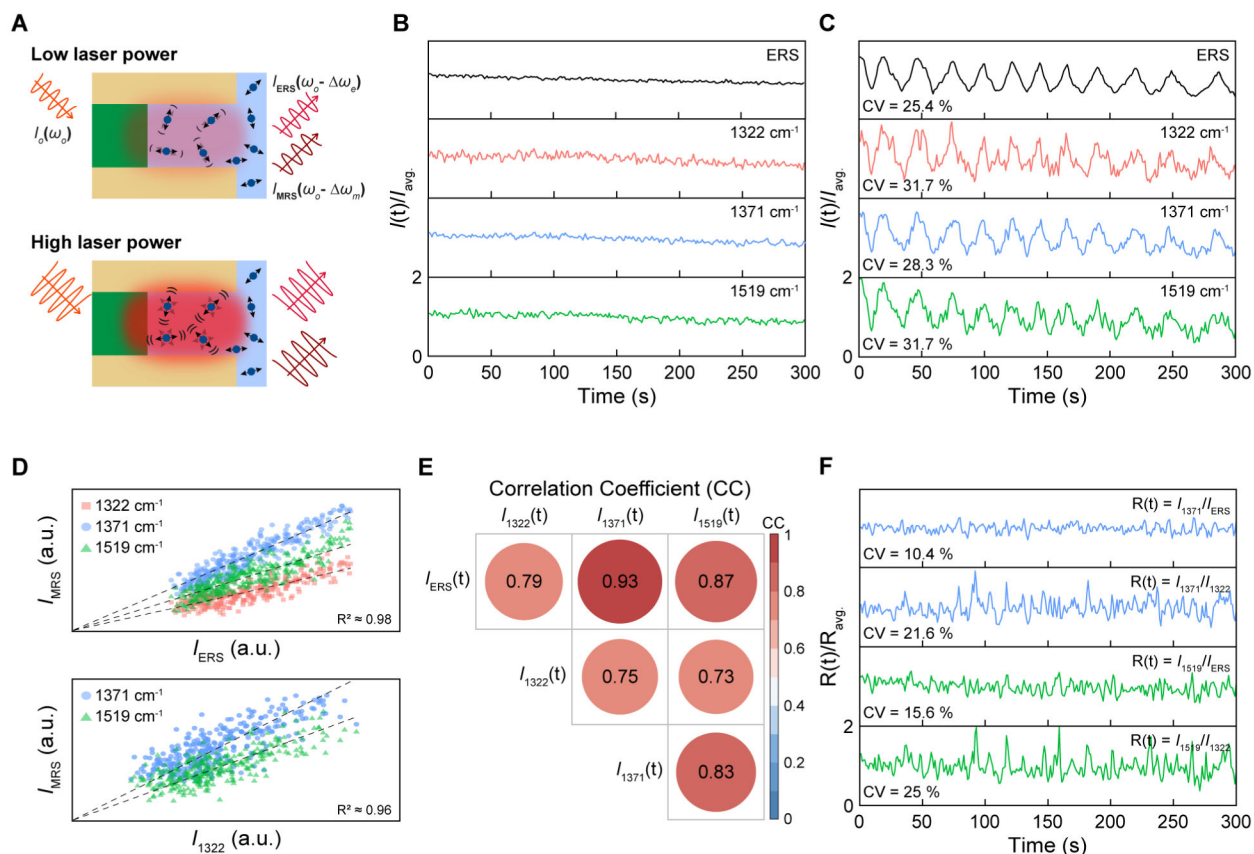 A
Low laser power
I₀(ω₀)
I_ERS(ω₀- Δω_e)
I_MRS(ω₀- Δω_m)
High laser power
B
I(t)/I_avg.
ERS
1322 cm⁻¹
1371 cm⁻¹
1519 cm⁻¹
2
0
0 50 100 150 200 250 300
Time (s)
C
I(t)/I_avg.
ERS
CV = 25.4 %
1322 cm⁻¹
CV = 31.7 %
1371 cm⁻¹
CV = 28.3 %
1519 cm⁻¹
CV = 31.7 %
2
0
0 50 100 150 200 250 300
Time (s)
D
1322 cm⁻¹
1371 cm⁻¹
1519 cm⁻¹
I_MRS (a.u.)
R² ≈ 0.98
I_ERS (a.u.)
1371 cm⁻¹
1519 cm⁻¹
I_MRS (a.u.)
R² ≈ 0.96
I_1322 (a.u.)
E
Correlation Coefficient (CC)
I_1322(t) I_1371(t) I_1519(t)
CC
I_ERS(t) 0.79 0.93 0.87
I_1322(t) 0.75 0.73
I_1371(t) 0.83
1
0.8
0.6
0.4
0.2
0
F
R(t)/R_avg.
R(t) = I_1371/I_ERS
CV = 10.4 %
R(t) = I_1371/I_1322
CV = 21.6 %
R(t) = I_1519/I_ERS
CV = 15.6 %
R(t) = I_1519/I_1322
CV = 25 %
2
0
0 50 100 150 200 250 300
Time (s)